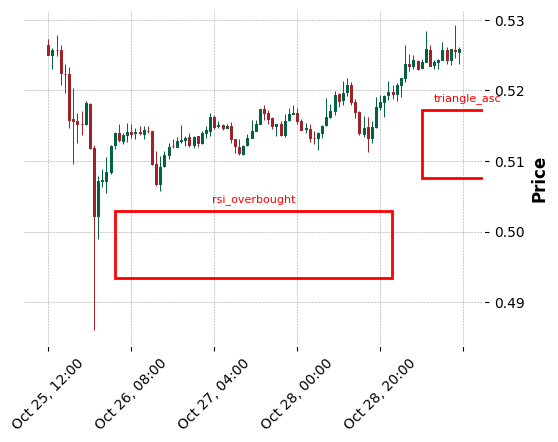 0.53
0.52
triangle_asc
0.51
rsi_overbought
0.50
0.49
Price
Oct 25, 12:00
Oct 26, 08:00
Oct 27, 04:00
Oct 28, 00:00
Oct 28, 20:00